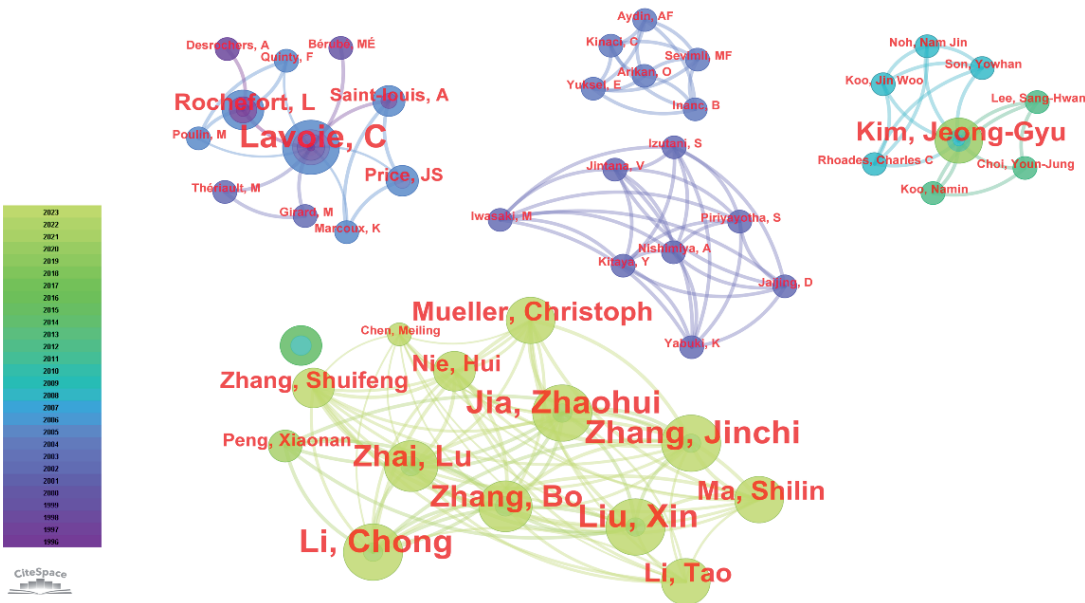 Desrochers, A
Quinty, F
Bérubé, MÉ
Rochefort, L
Saint-louis, A
Poulin, M
Lavoie, C
Price, JS
Thériault, M
Girard, M
Marcoux, K
Aydin, AF
Kinaci, C
Sevimli, MF
Arikan, O
Yuksel, E
Inanc, B
Noh, Nam Jin
Son, Yowhan
Koo, Jin Woo
Lee, Sang-Hwan
Kim, Jeong-Gyu
Rhoades, Charles C
Choi, Youn-Jung
Koo, Namin
Izutani, S
Jintana, V
Iwasaki, M
Piriyayotha, S
Nishimiya, A
Khaya, Y
Jaijing, D
Yabuki, K
Mueller, Christoph
Chen, Meiling
Nie, Hui
Zhang, Shuifeng
Jia, Zhaohui
Zhang, Jinchi
Peng, Xiaonan
Zhai, Lu
Zhang, Bo
Ma, Shilin
Liu, Xin
Li, Chong
Li, Tao
2023
2022
2021
2020
2019
2018
2017
2016
2015
2014
2013
2012
2011
2010
2009
2008
2007
2006
2005
2004
2003
2002
2001
2000
1999
1998
1997
1996
CiteSpace